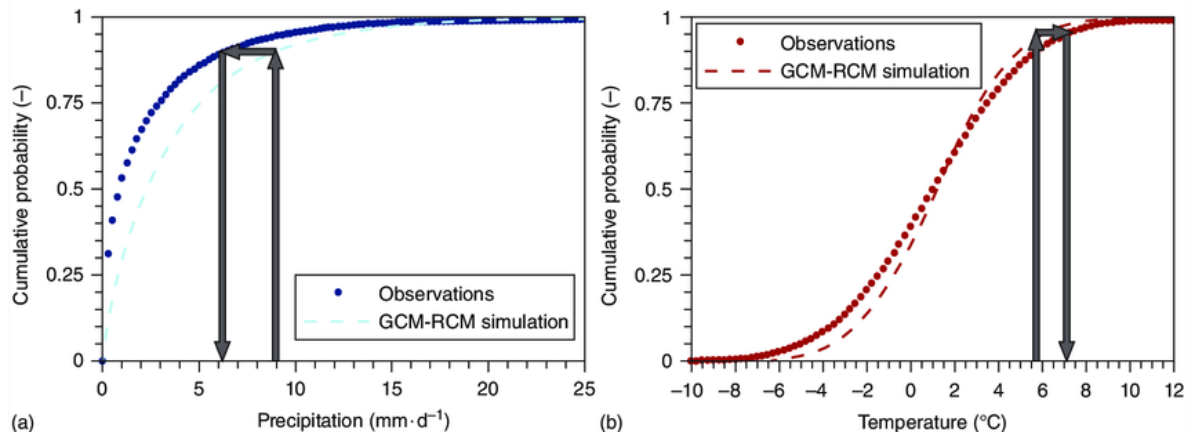 1
0.75
0.5
0.25
0
Cumulative probability (–)
Observations
GCM-RCM simulation
0 5 10 15 20 25
Precipitation (mm·d⁻¹)
(a)
1
0.75
0.5
0.25
0
Cumulative probability (–)
Observations
GCM-RCM simulation
–10 –8 –6 –4 –2 0 2 4 6 8 10 12
Temperature (°C)
(b)